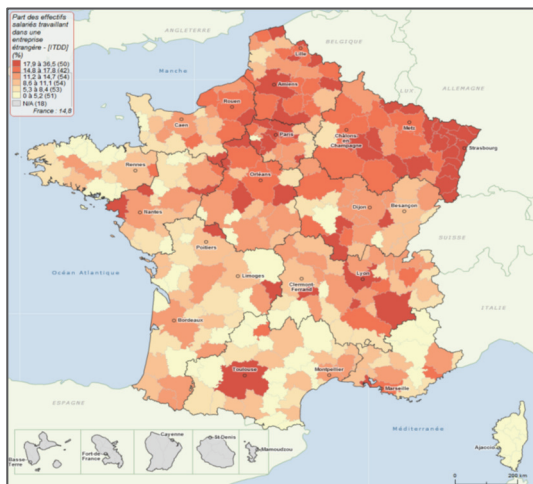 Part des effectifs
salariés travaillant
dans une
entreprise
étrangère - [ITDD]
(%)
17,9 à 36,5 (50)
14,8 à 17,8 (42)
11,2 à 14,7 (54)
8,5 à 11,1 (54)
5,3 à 8,4 (53)
0 à 5,2 (51)
N/A (18)
France : 14,8
ANGLETERRE
BELGIQUE
Lille
Manche
LUX
ALLEMAGNE
Amiens
Rouen
Caen
Paris
Châlons
en
Champagne
Metz
Strasbourg
Rennes
Orléans
Nantes
Dijon
Besançon
SUISSE
Poitiers
Océan Atlantique
Limoges
Clermont
Ferrand
Lyon
ITALIE
Bordeaux
Toulouse
Montpellier
Marseille
ESPAGNE
Méditerranée
Cayenne
St-Denis
Basse
Terre
Fort-de
France
Mamoudzou
Ajaccio
200 km